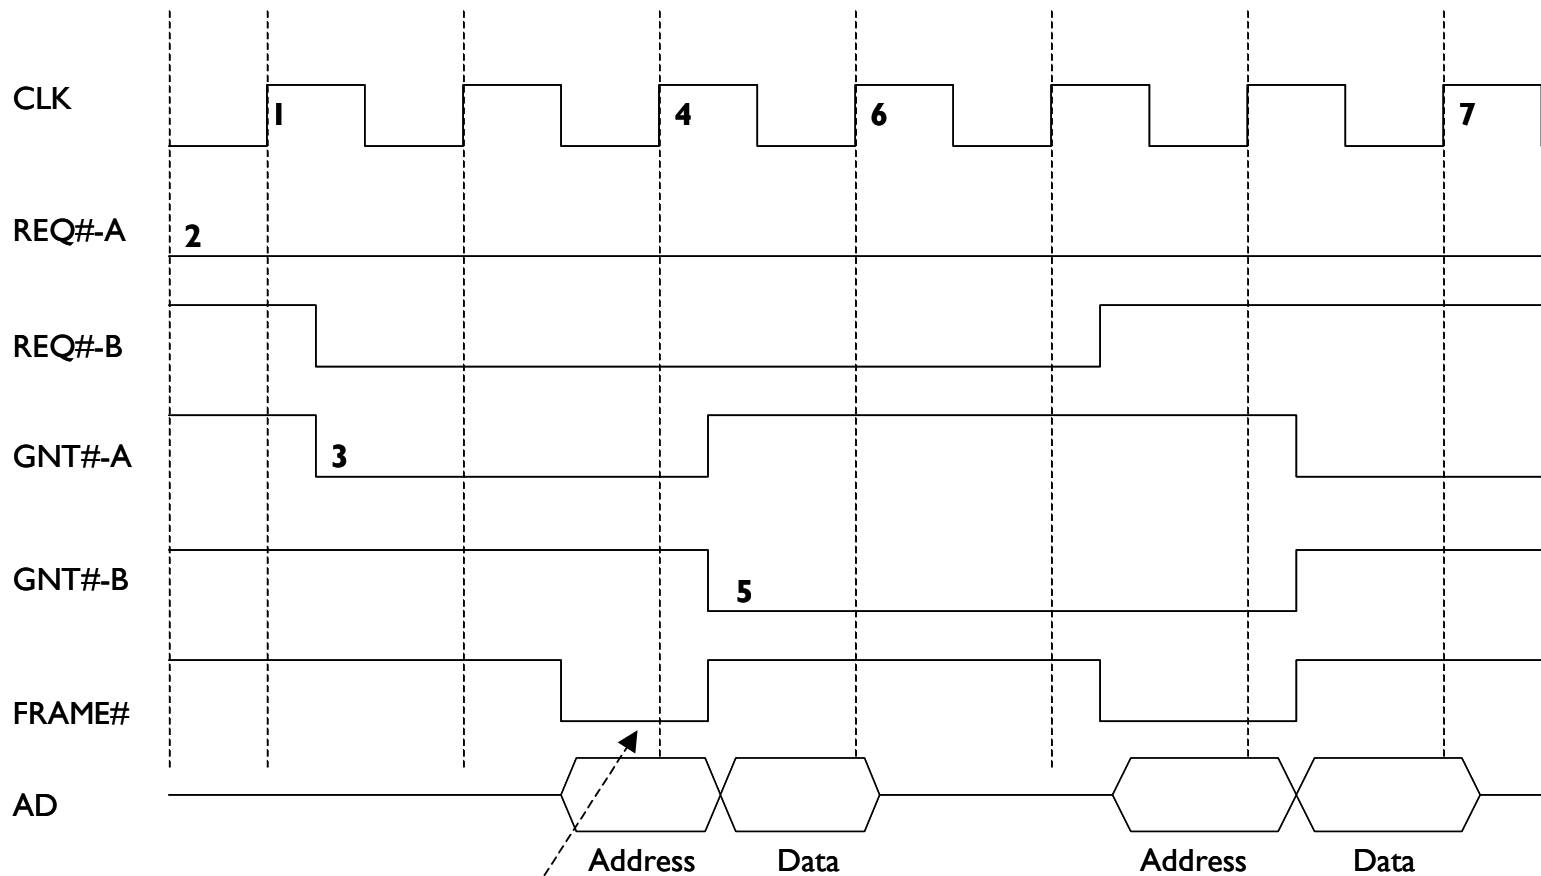 CLK
1
4
6
7
REQ#-A
2
REQ#-B
GNT#-A
3
GNT#-B
5
FRAME#
AD
Address
Data
Address
Data